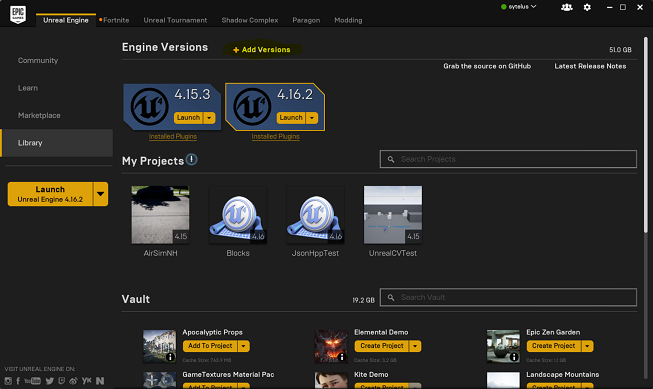 EPIC GAMES
Unreal Engine
Fortnite
Unreal Tournament
Shadow Complex
Paragon
Modding
sytelus
Community
Learn
Marketplace
Library
Launch
Unreal Engine 4.16.2
Engine Versions
+ Add Versions
51.0 GB
Grab the source on GitHub
Latest Release Notes
4.15.3
Launch
Installed Plugins
4.16.2
Launch
Installed Plugins
My Projects
Search Projects
4.15
AirSimNH
4.16
Blocks
4.16
JsonHppTest
4.15
UnrealCVTest
Vault
19.2 GB
Search Vault
Apocalyptic Props
Add To Project
Cache Size: 740.9 MB
Elemental Demo
Create Project
Cache Size: 3.2 GB
Epic Zen Garden
Create Project
Cache Size: 1.1 GB
GameTextures Material Pac
Add To Project
Kite Demo
Create Project
Landscape Mountains
Create Project
VISIT UNREAL ENGINE ON: